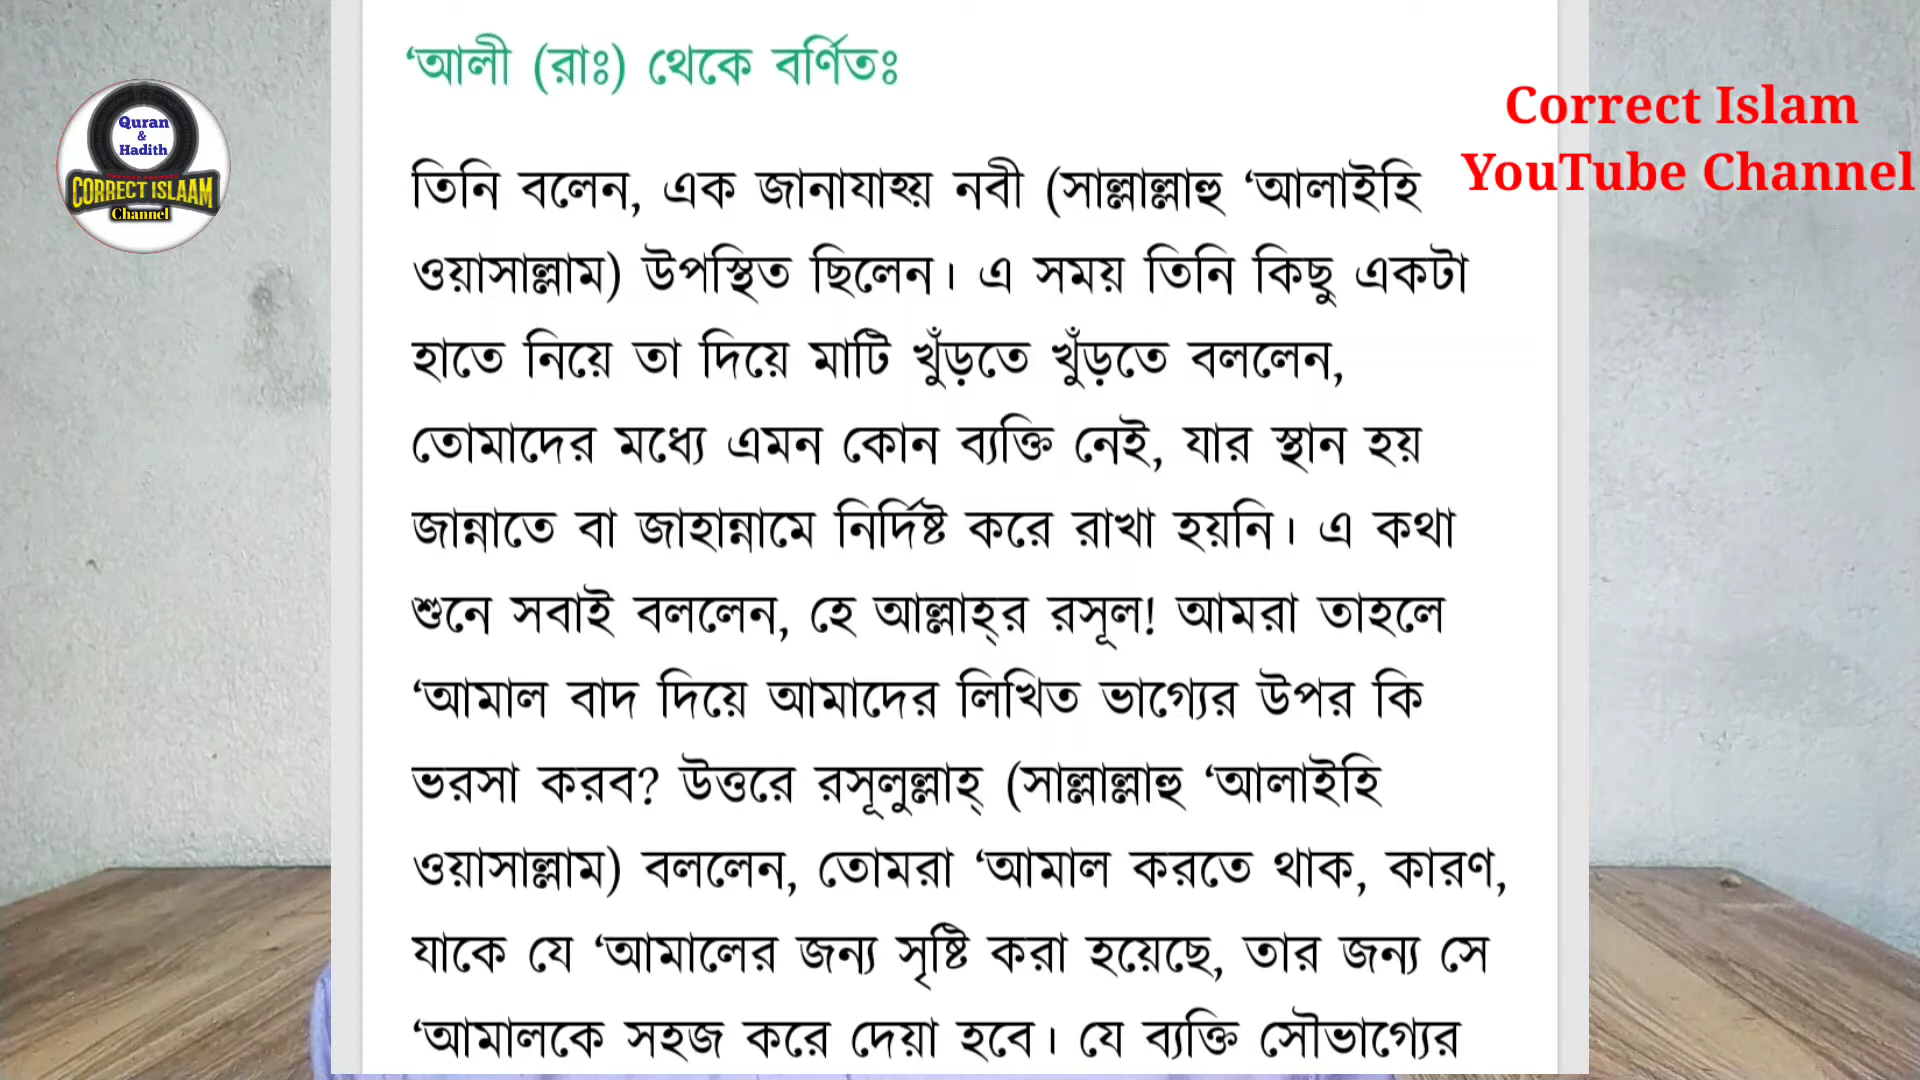 ‘আলী (রাঃ) থেকে বর্ণিতঃ
তিনি বলেন, এক জানাযাহ্য় নবী (সাল্লাল্লাহু ‘আলাইহি
ওয়াসাল্লাম) উপস্থিত ছিলেন। এ সময় তিনি কিছু একটা
হাতে নিয়ে তা দিয়ে মাটি খুঁড়তে খুঁড়তে বললেন,
তোমাদের মধ্যে এমন কোন ব্যক্তি নেই, যার স্থান হয়
জান্নাতে বা জাহান্নামে নির্দিষ্ট করে রাখা হয়নি। এ কথা
শুনে সবাই বললেন, হে আল্লাহ্‌র রসূল! আমরা তাহলে
‘আমাল বাদ দিয়ে আমাদের লিখিত ভাগ্যের উপর কি
ভরসা করব? উত্তরে রসূলুল্লাহ্‌ (সাল্লাল্লাহু ‘আলাইহি
ওয়াসাল্লাম) বললেন, তোমরা ‘আমাল করতে থাক, কারণ,
যাকে যে ‘আমালের জন্য সৃষ্টি করা হয়েছে, তার জন্য সে
‘আমালকে সহজ করে দেয়া হবে। যে ব্যক্তি সৌভাগ্যের
Correct Islam
YouTube Channel
Quran
&
Hadith
CORRECT ISLAAM
Channel